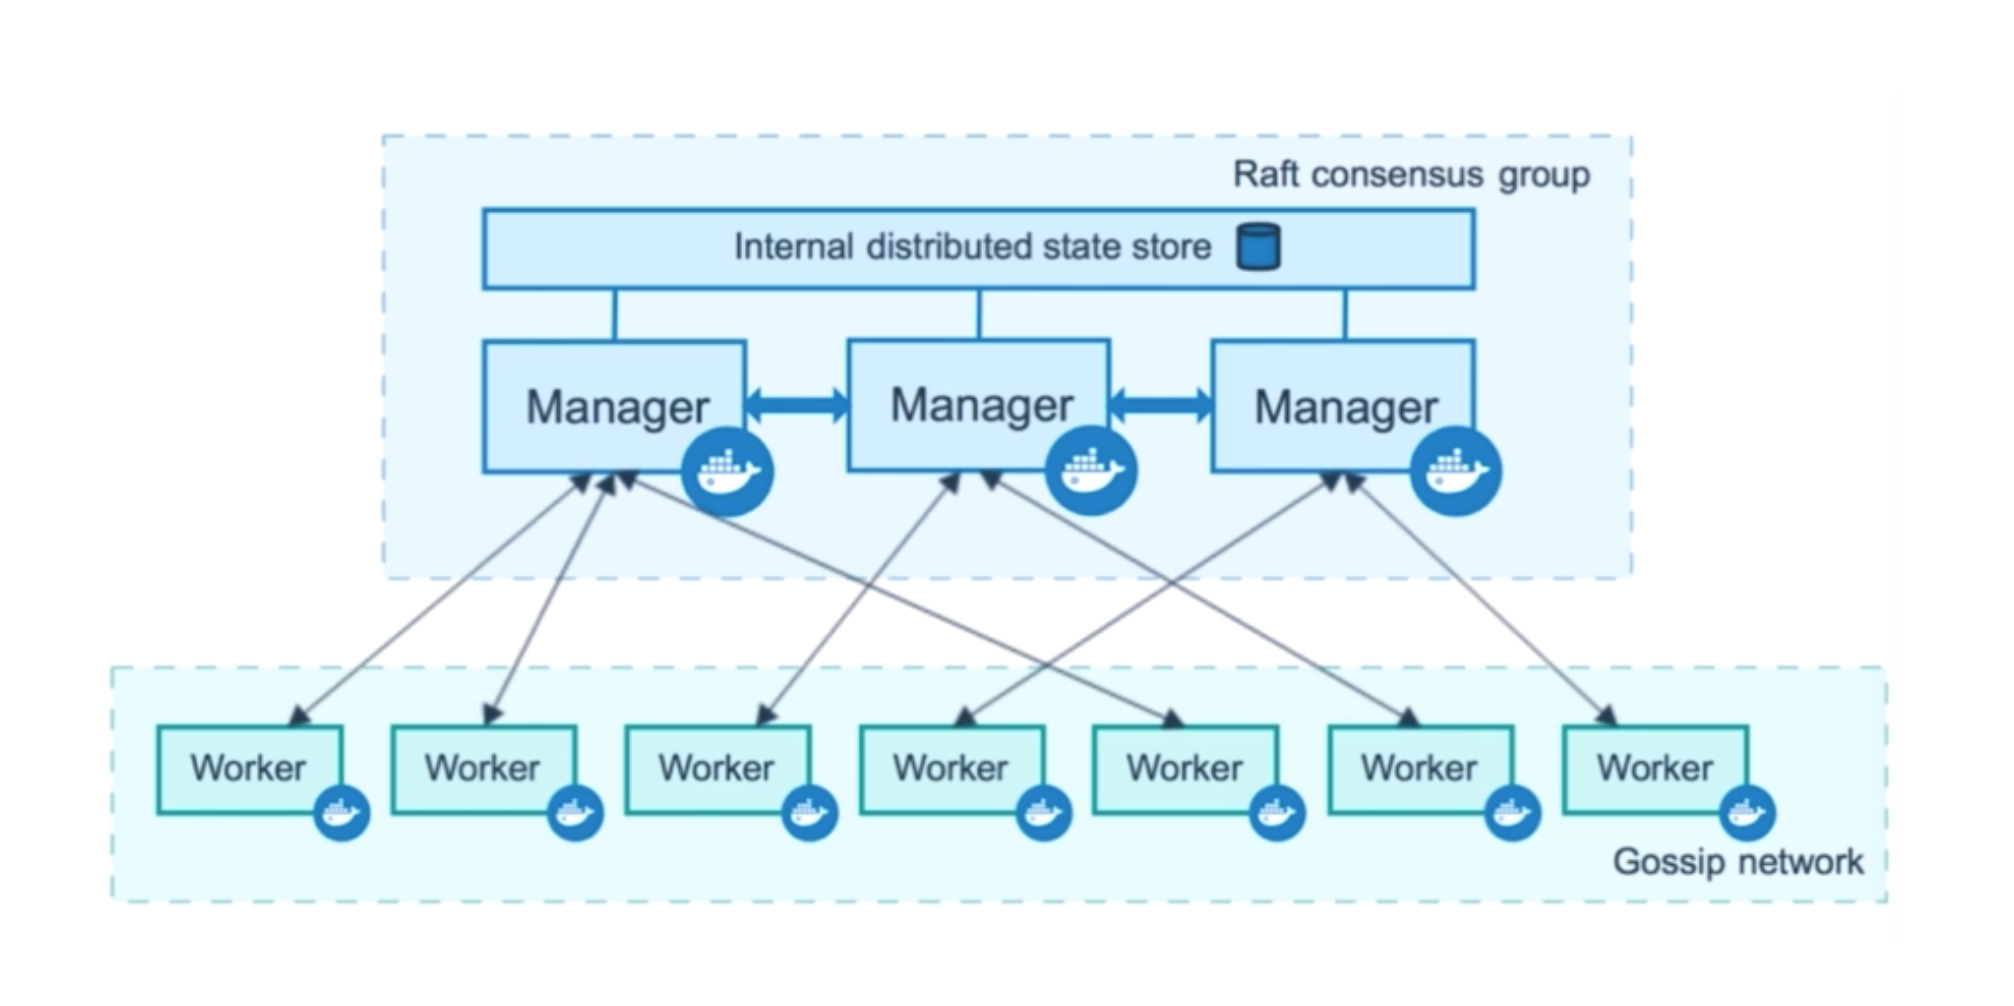 Raft consensus group
Internal distributed state store
Manager
Manager
Manager
Worker
Worker
Worker
Worker
Worker
Worker
Worker
Gossip network